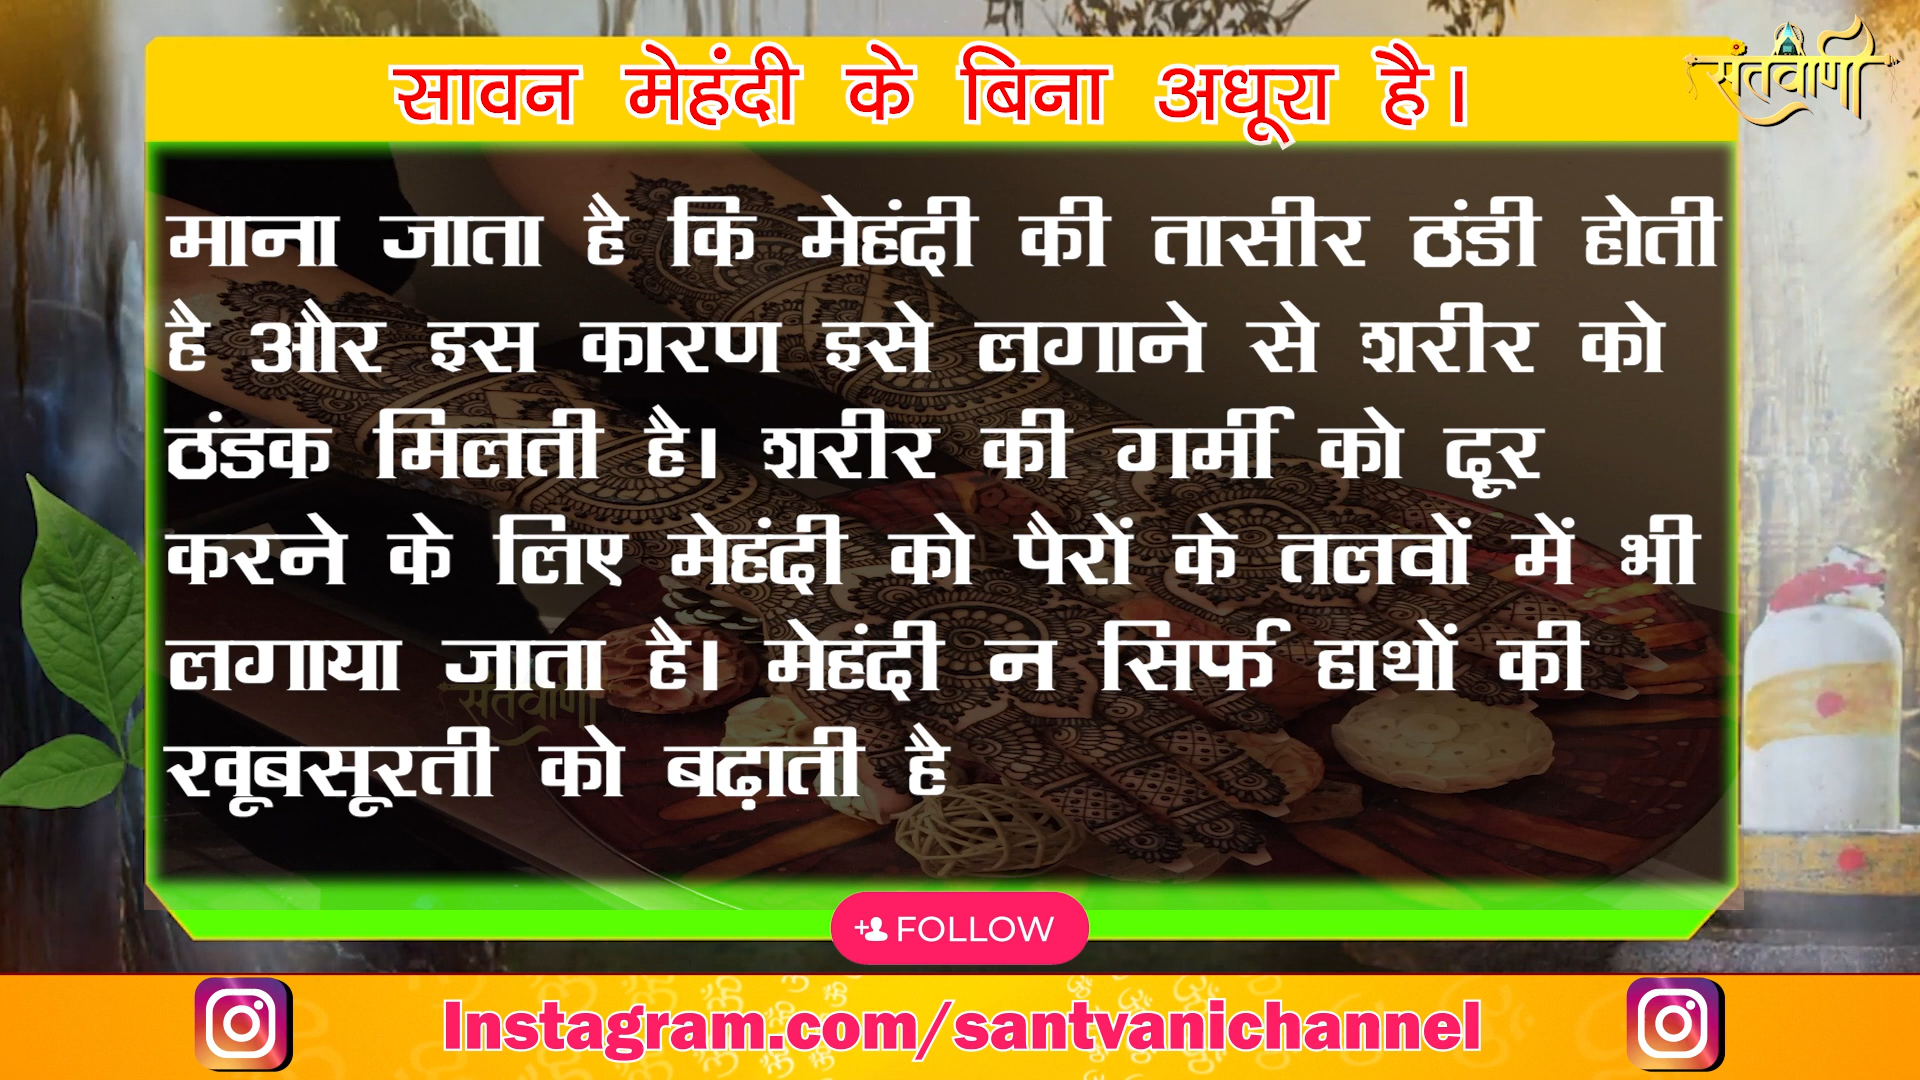 सावन मेहंदी के बिना अधूरा है।
संतवाणी
माना जाता है कि मेहंदी की तासीर ठंडी होती
है और इस कारण इसे लगाने से शरीर को
ठंडक मिलती है। शरीर की गर्मी को दूर
करने के लिए मेहंदी को पैरों के तलवों में भी
लगाया जाता है। मेहंदी न सिर्फ हाथों की
संतवाणी
खूबसूरती को बढ़ाती है
FOLLOW
Instagram.com/santvanichannel